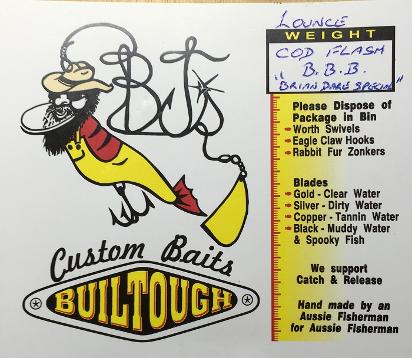 BJ's
Custom Baits
BUILTOUGH
LOUNCE
WEIGHT
COD FLASH
B.B.B.
"BRIAN DARE SPECIAL"
Please Dispose of
Package in Bin
Worth Swivels
Eagle Claw Hooks
Rabbit Fur Zonkers
Blades
Gold - Clear Water
Silver - Dirty Water
Copper - Tannin Water
Black - Muddy Water
& Spooky Fish
We support
Catch & Release
Hand made by an
Aussie Fisherman
for Aussie Fisherman